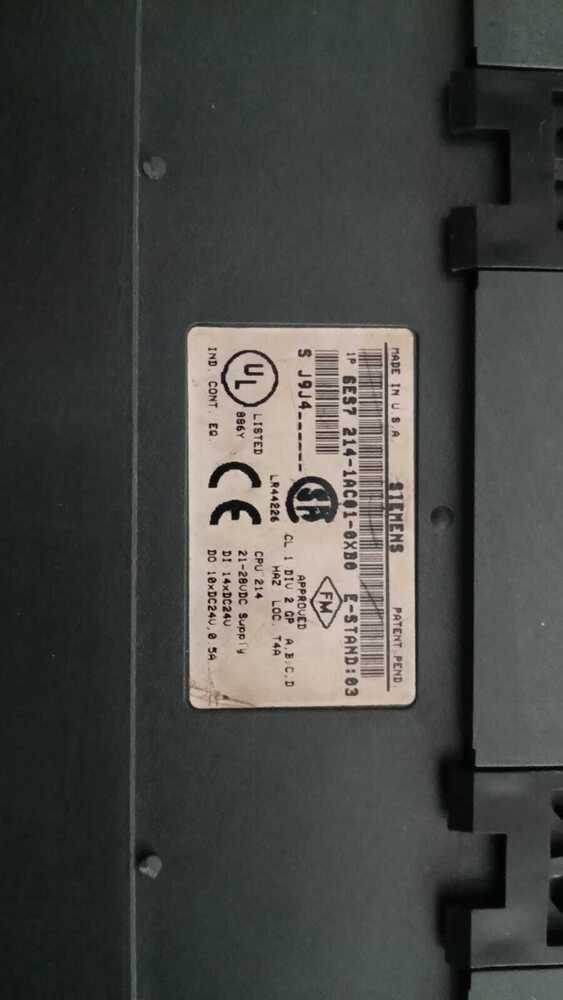 MADE IN U.S.A. SIEMENS PATENT PEND.
1P 6ES7 214-1AC01-0XB0 E-STAND:03
S J9J4______
SA
FM
APPROVED
CL 1 DIV 2 GP A,B,C,D
HAZ LOC. T4A
LR44226
UL
LISTED
886Y
IND. CONT. EQ.
CE
CPU 214
21-28VDC Supply
DI 14xDC24V
DO 10xDC24V,0.5A